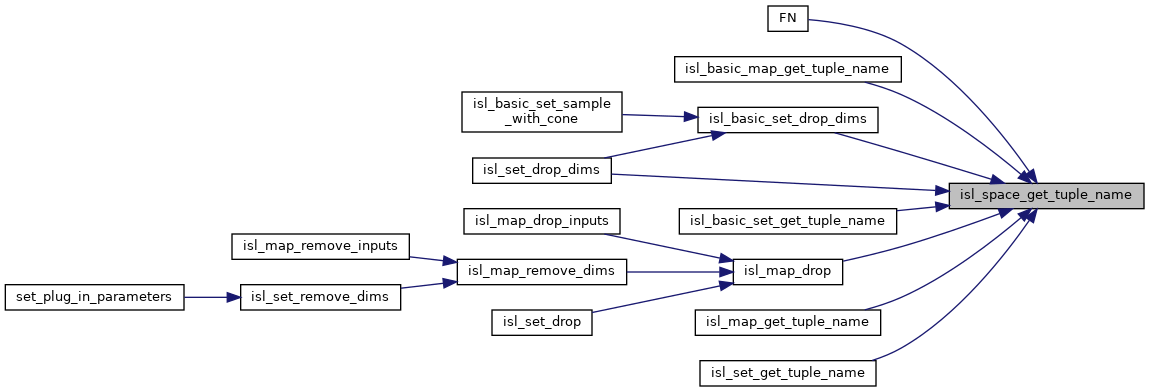 FN
isl_basic_map_get_tuple_name
isl_basic_set_sample
_with_cone
isl_basic_set_drop_dims
isl_set_drop_dims
isl_space_get_tuple_name
isl_map_drop_inputs
isl_basic_set_get_tuple_name
isl_map_remove_inputs
isl_map_remove_dims
isl_map_drop
set_plug_in_parameters
isl_set_remove_dims
isl_set_drop
isl_map_get_tuple_name
isl_set_get_tuple_name